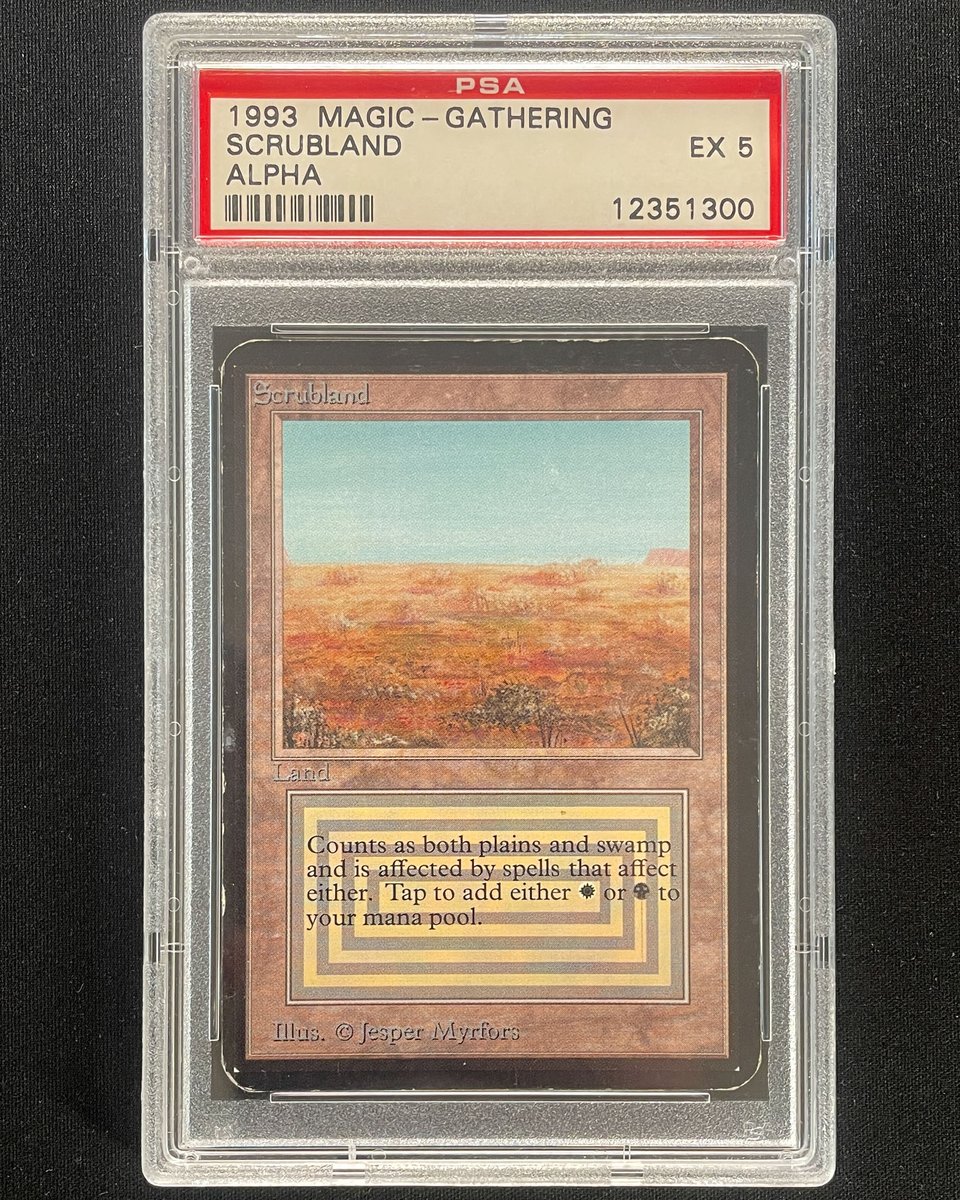 PSA
1993 MAGIC-GATHERING
SCRUBLAND EX 5
ALPHA
12351300
Scrubland
Land
Counts as both plains and swamp
and is affected by spells that affect
either. Tap to add either or to
your mana pool.
Illus. © Jesper Myrfors